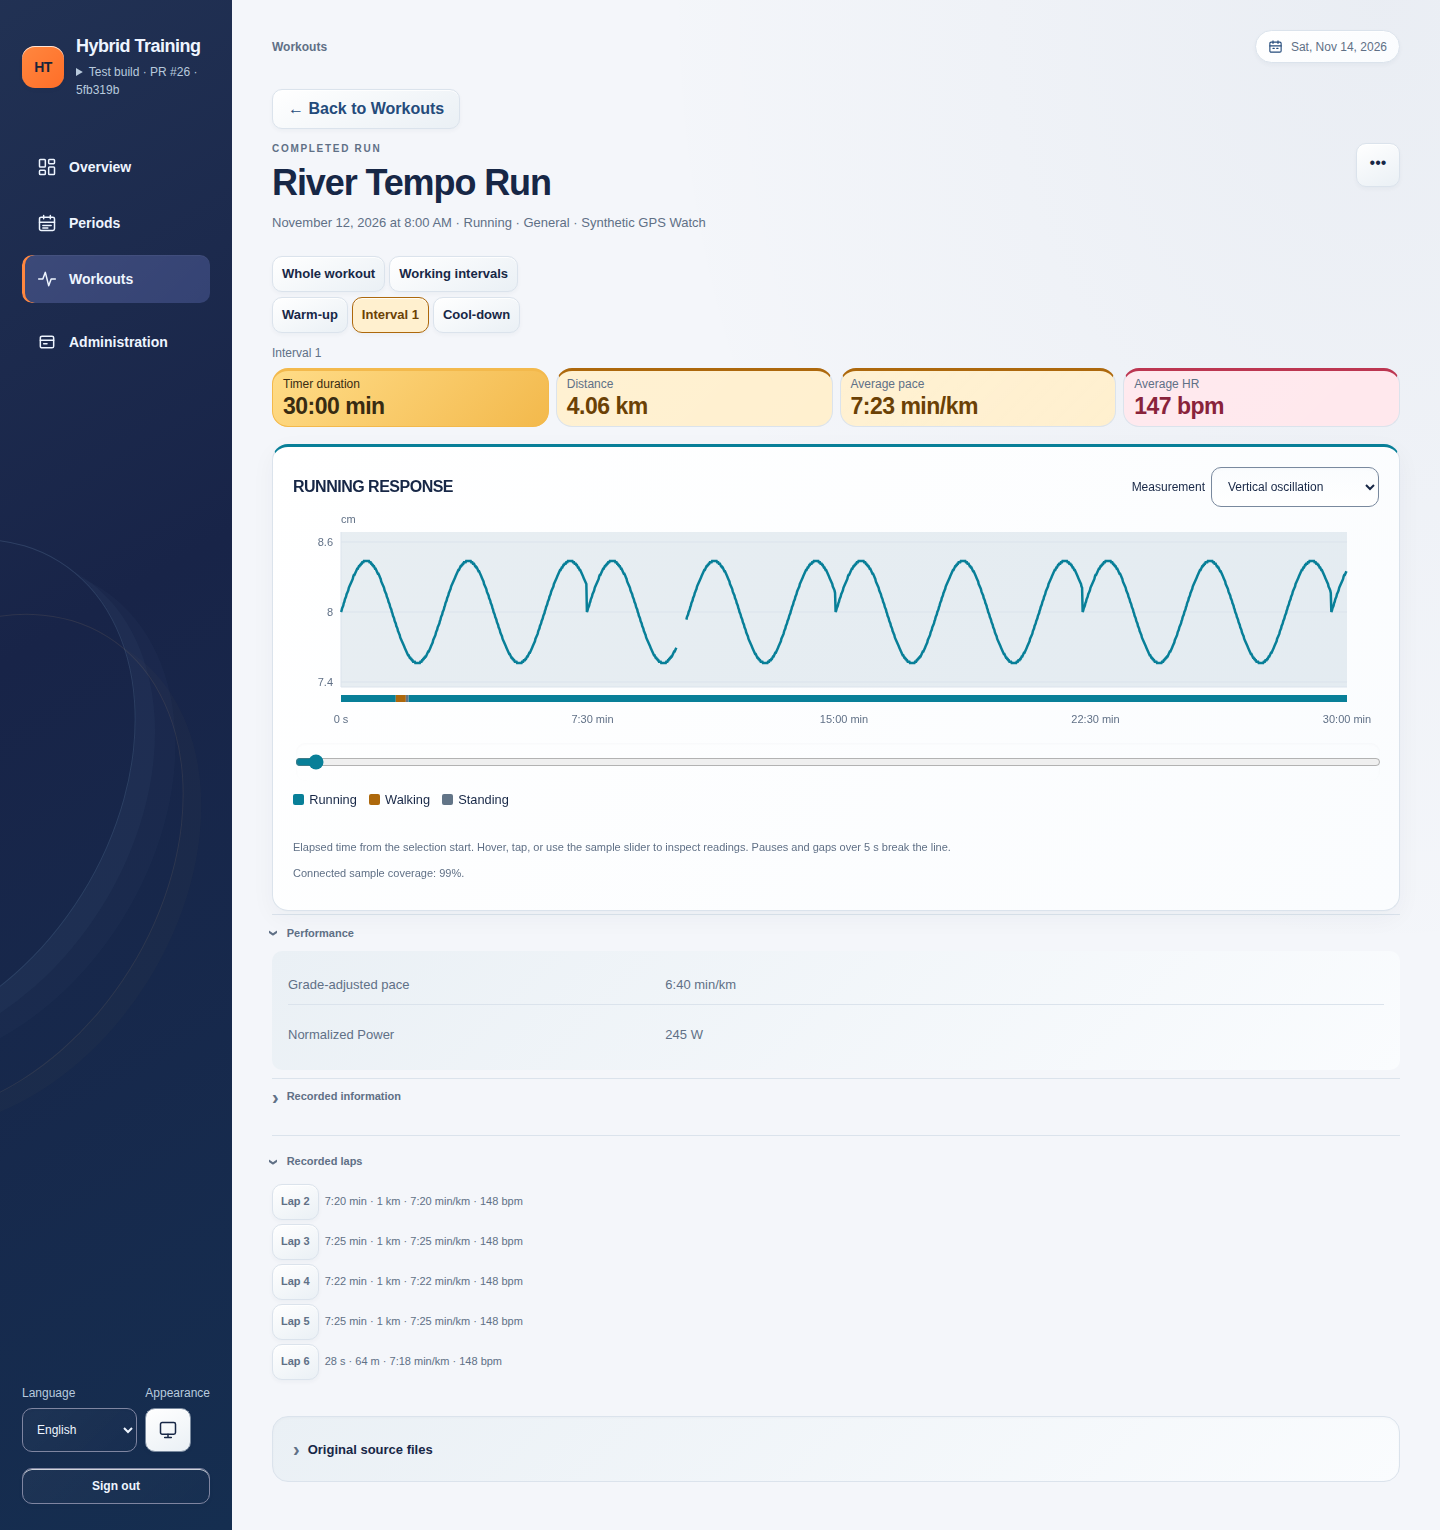 HT
Hybrid Training
▶ Test build · PR #26 ·
5fb319b
Overview
Periods
Workouts
Administration
Language
Appearance
English
Sign out
Workouts
Sat, Nov 14, 2026
← Back to Workouts
COMPLETED RUN
•••
River Tempo Run
November 12, 2026 at 8:00 AM · Running · General · Synthetic GPS Watch
Whole workout Working intervals
Warm-up Interval 1 Cool-down
Interval 1
Timer duration
30:00 min
Distance
4.06 km
Average pace
7:23 min/km
Average HR
147 bpm
RUNNING RESPONSE
Measurement Vertical oscillation
cm
8.6
8
7.4
0 s 7:30 min 15:00 min 22:30 min 30:00 min
Running Walking Standing
Elapsed time from the selection start. Hover, tap, or use the sample slider to inspect readings. Pauses and gaps over 5 s break the line.
Connected sample coverage: 99%.
Performance
Grade-adjusted pace 6:40 min/km
Normalized Power 245 W
Recorded information
Recorded laps
Lap 2 7:20 min · 1 km · 7:20 min/km · 148 bpm
Lap 3 7:25 min · 1 km · 7:25 min/km · 148 bpm
Lap 4 7:22 min · 1 km · 7:22 min/km · 148 bpm
Lap 5 7:25 min · 1 km · 7:25 min/km · 148 bpm
Lap 6 28 s · 64 m · 7:18 min/km · 148 bpm
Original source files